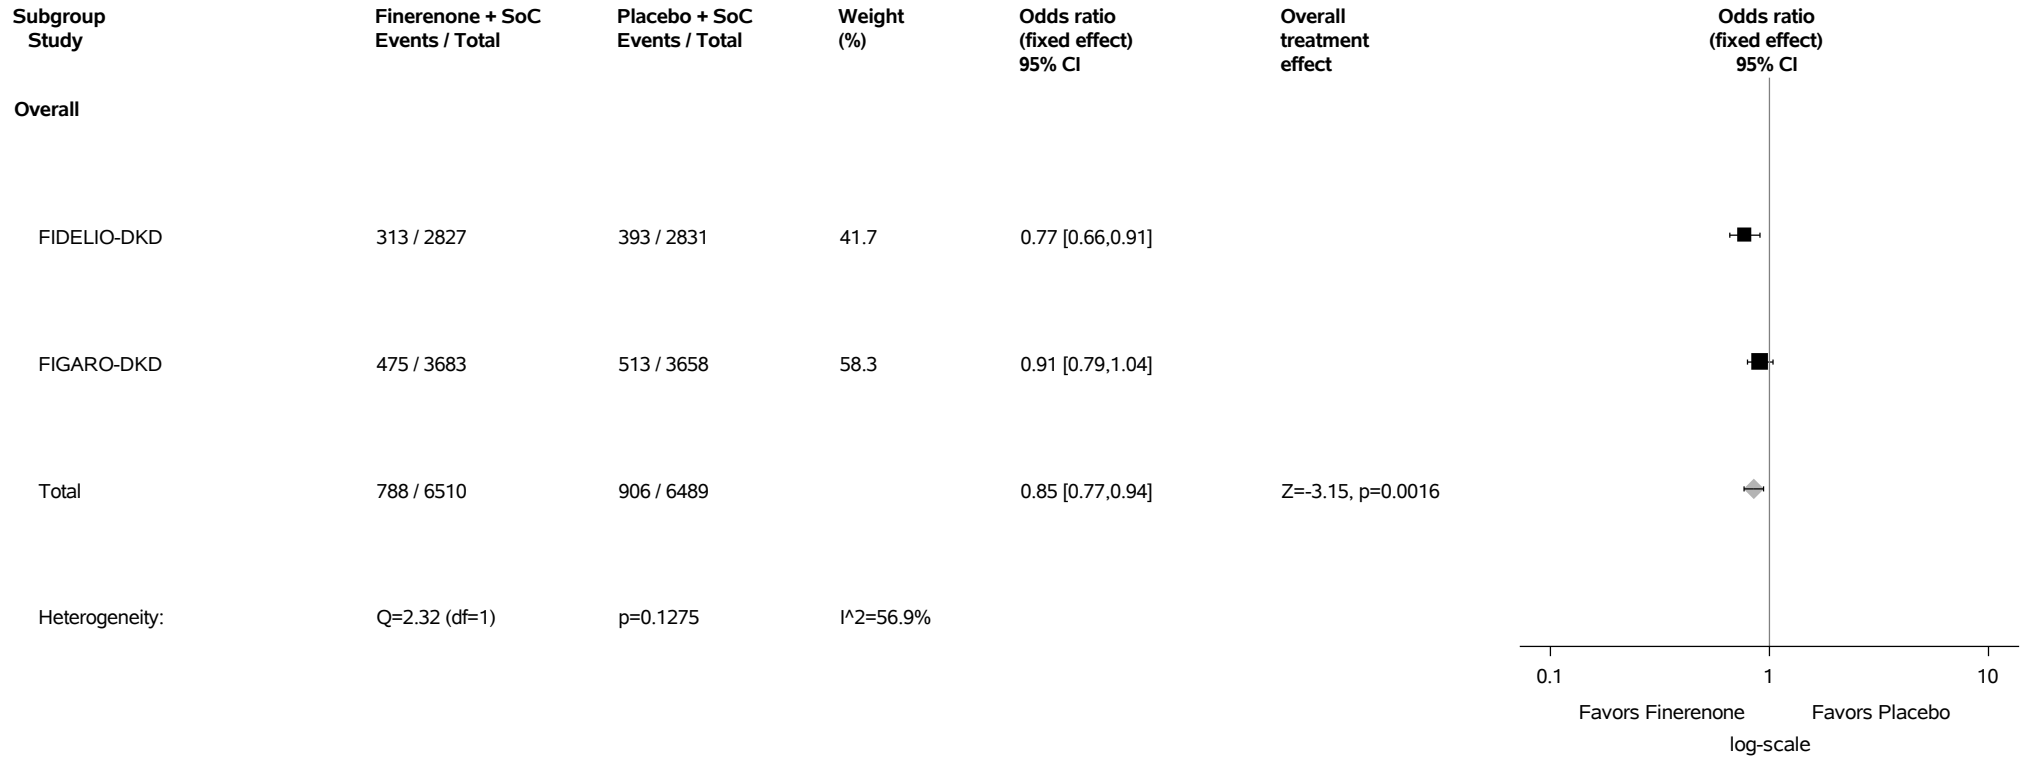 Subgroup Finerenone + SoC Placebo + SoC Weight Odds ratio Overall Odds ratio
Study Events / Total Events / Total (%) (fixed effect) treatment (fixed effect)
95% CI effect 95% CI
Overall
FIDELIO-DKD 313 / 2827 393 / 2831 41.7 0.77 [0.66,0.91]
FIGARO-DKD 475 / 3683 513 / 3658 58.3 0.91 [0.79,1.04]
Total 788 / 6510 906 / 6489 0.85 [0.77,0.94] Z=-3.15, p=0.0016
Heterogeneity: Q=2.32 (df=1) p=0.1275 I^2=56.9%
0.1 1 10
Favors Finerenone Favors Placebo
log-scale